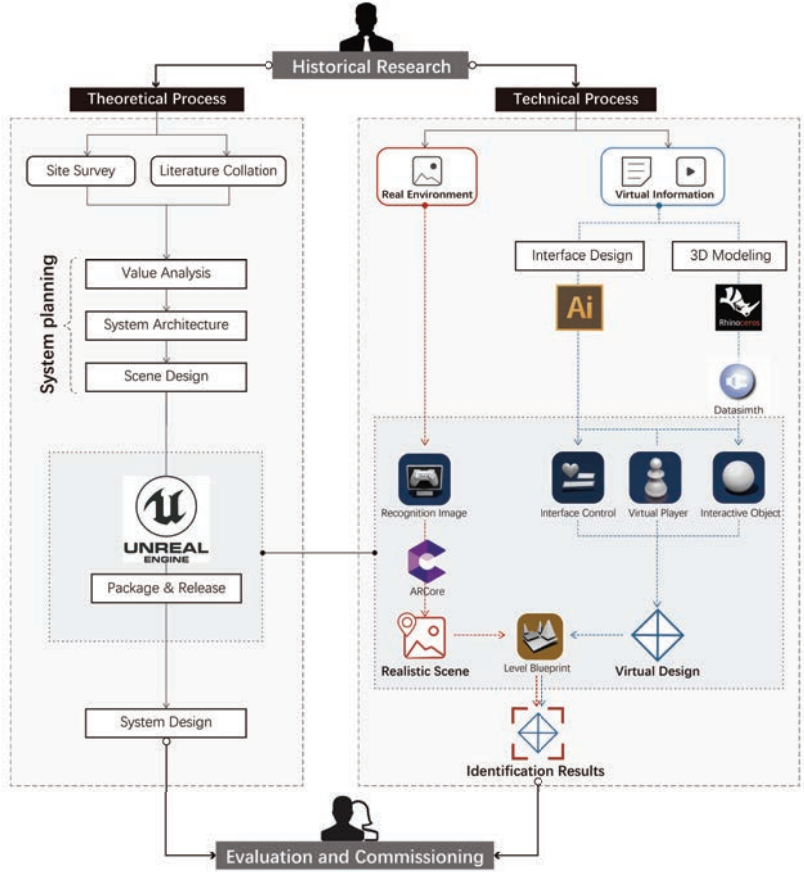 Historical Research
Theoretical Process
Technical Process
Site Survey
Literature Collation
Real Environment
Virtual Information
System planning
Value Analysis
System Architecture
Scene Design
Interface Design
3D Modeling
Ai
Rhinoceros
Datasimth
UNREAL
ENGINE
Package & Release
Recognition Image
Interface Control
Virtual Player
Interactive Object
ARCore
Realistic Scene
Level Blueprint
Virtual Design
System Design
Identification Results
Evaluation and Commissioning